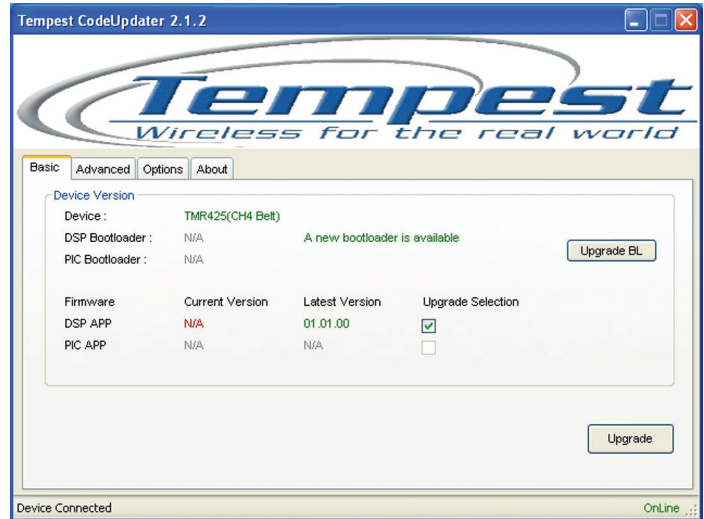 Tempest CodeUpdater 2.1.2
Tempest
Wireless for the real world
Basic Advanced Options About
Device Version
Device : TMR425(CH4 Belt)
DSP Bootloader : N/A A new bootloader is available
Upgrade BL
PIC Bootloader : N/A
Firmware Current Version Latest Version Upgrade Selection
DSP APP N/A 01.01.00
PIC APP N/A N/A
Upgrade
Device Connected OnLine